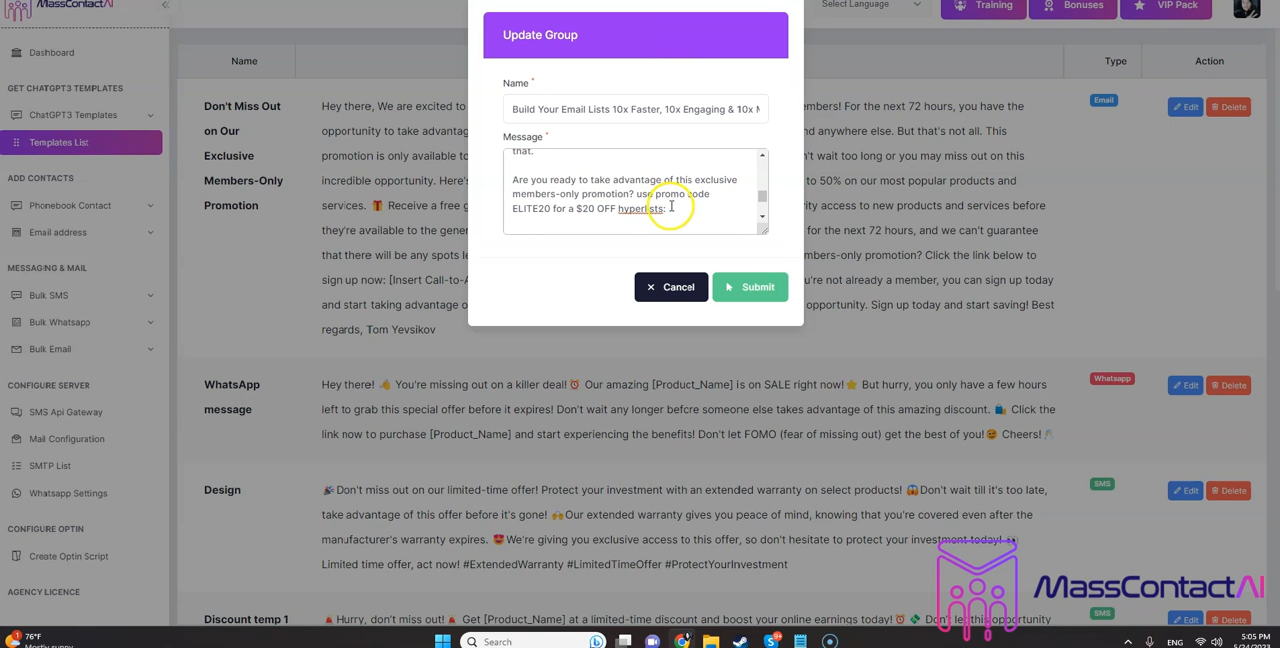 MassContactAI
Select Language
Training
Bonuses
VIP Pack
Dashboard
GET CHATGPT3 TEMPLATES
ChatGPT3 Templates
Templates List
ADD CONTACTS
Phonebook Contact
Email address
MESSAGING & MAIL
Bulk SMS
Bulk Whatsapp
Bulk Email
CONFIGURE SERVER
SMS Api Gateway
Mail Configuration
SMTP List
Whatsapp Settings
CONFIGURE OPTIN
Create Optin Script
AGENCY LICENCE
Update Group
Name *
Build Your Email Lists 10x Faster, 10x Engaging & 10x
Message *
that.
Are you ready to take advantage of this exclusive
members-only promotion? use promo code
ELITE20 for a $20 OFF hyperlists:
Cancel
Submit
Name
Type
Action
Don't Miss Out
on Our
Exclusive
Members-Only
Promotion
Hey there, We are excited to
mbers! For the next 72 hours, you have the
opportunity to take advantage
and anywhere else. But that's not all. This
promotion is only available to
n't wait too long or you may miss out on this
incredible opportunity. Here's
to 50% on our most popular products and
services. 🎁 Receive a free g
ity access to new products and services before
they're available to the gener
for the next 72 hours, and we can't guarantee
that there will be any spots le
mbers-only promotion? Click the link below to
sign up now: [Insert Call-to-A
u're not already a member, you can sign up today
and start taking advantage o
pportunity. Sign up today and start saving! Best
regards, Tom Yevsikov
Email
Edit
Delete
WhatsApp
message
Hey there! 👋 You're missing out on a killer deal!⏰ Our amazing [Product_Name] is on SALE right now!⭐ But hurry, you only have a few hours
left to grab this special offer before it expires! Don't wait any longer before someone else takes advantage of this amazing discount. 🛍️ Click the
link now to purchase [Product_Name] and start experiencing the benefits! Don't let FOMO (fear of missing out) get the best of you!😉 Cheers!🥂
Whatsapp
Edit
Delete
Design
🎉Don't miss out on our limited-time offer! Protect your investment with an extended warranty on select products! 😱Don't wait till it's too late,
take advantage of this offer before it's gone! 🙌Our extended warranty gives you peace of mind, knowing that you're covered even after the
manufacturer's warranty expires. 😍We're giving you exclusive access to this offer, so don't hesitate to protect your investment today! 👀
Limited time offer, act now! #ExtendedWarranty #LimitedTimeOffer #ProtectYourInvestment
SMS
Edit
Delete
Discount temp 1
🚨 Hurry, don't miss out! 🚨 Get [Product_Name] at a limited-time discount and boost your online earnings today! ⏰ 💸 Don't let this opportunity
SMS
Edit
Delete
MassContactAI
1
76°F
Mostly sunny
Search
9+
ENG
5:05 PM
5/24/2023